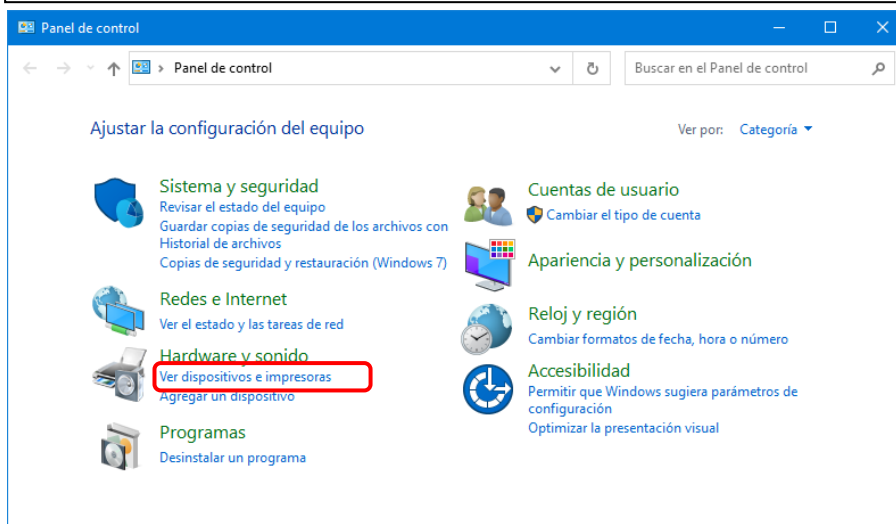 Panel de control
Panel de control
Buscar en el Panel de control
Ajustar la configuración del equipo
Ver por: Categoría
Sistema y seguridad
Revisar el estado del equipo
Guardar copias de seguridad de los archivos con
Historial de archivos
Copias de seguridad y restauración (Windows 7)
Redes e Internet
Ver el estado y las tareas de red
Hardware y sonido
Ver dispositivos e impresoras
Agregar un dispositivo
Programas
Desinstalar un programa
Cuentas de usuario
Cambiar el tipo de cuenta
Apariencia y personalización
Reloj y región
Cambiar formatos de fecha, hora o número
Accesibilidad
Permitir que Windows sugiera parámetros de
configuración
Optimizar la presentación visual